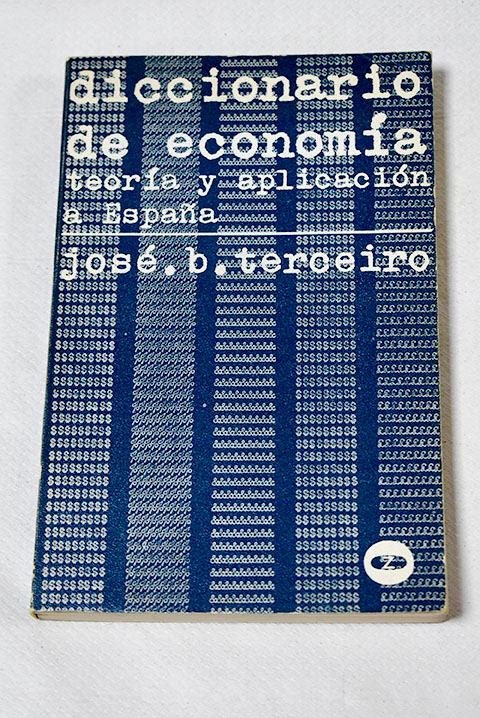 diccionario
de economía
teoría y aplicación
a España
josé.b.terceiro
Z